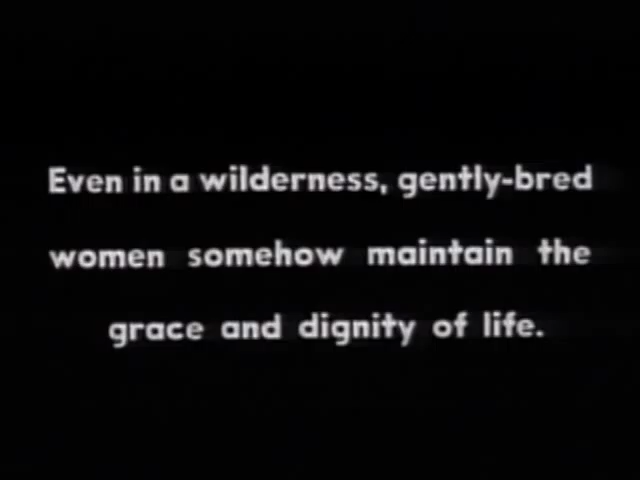 Even in a wilderness, gently-bred
women somehow maintain the
grace and dignity of life.